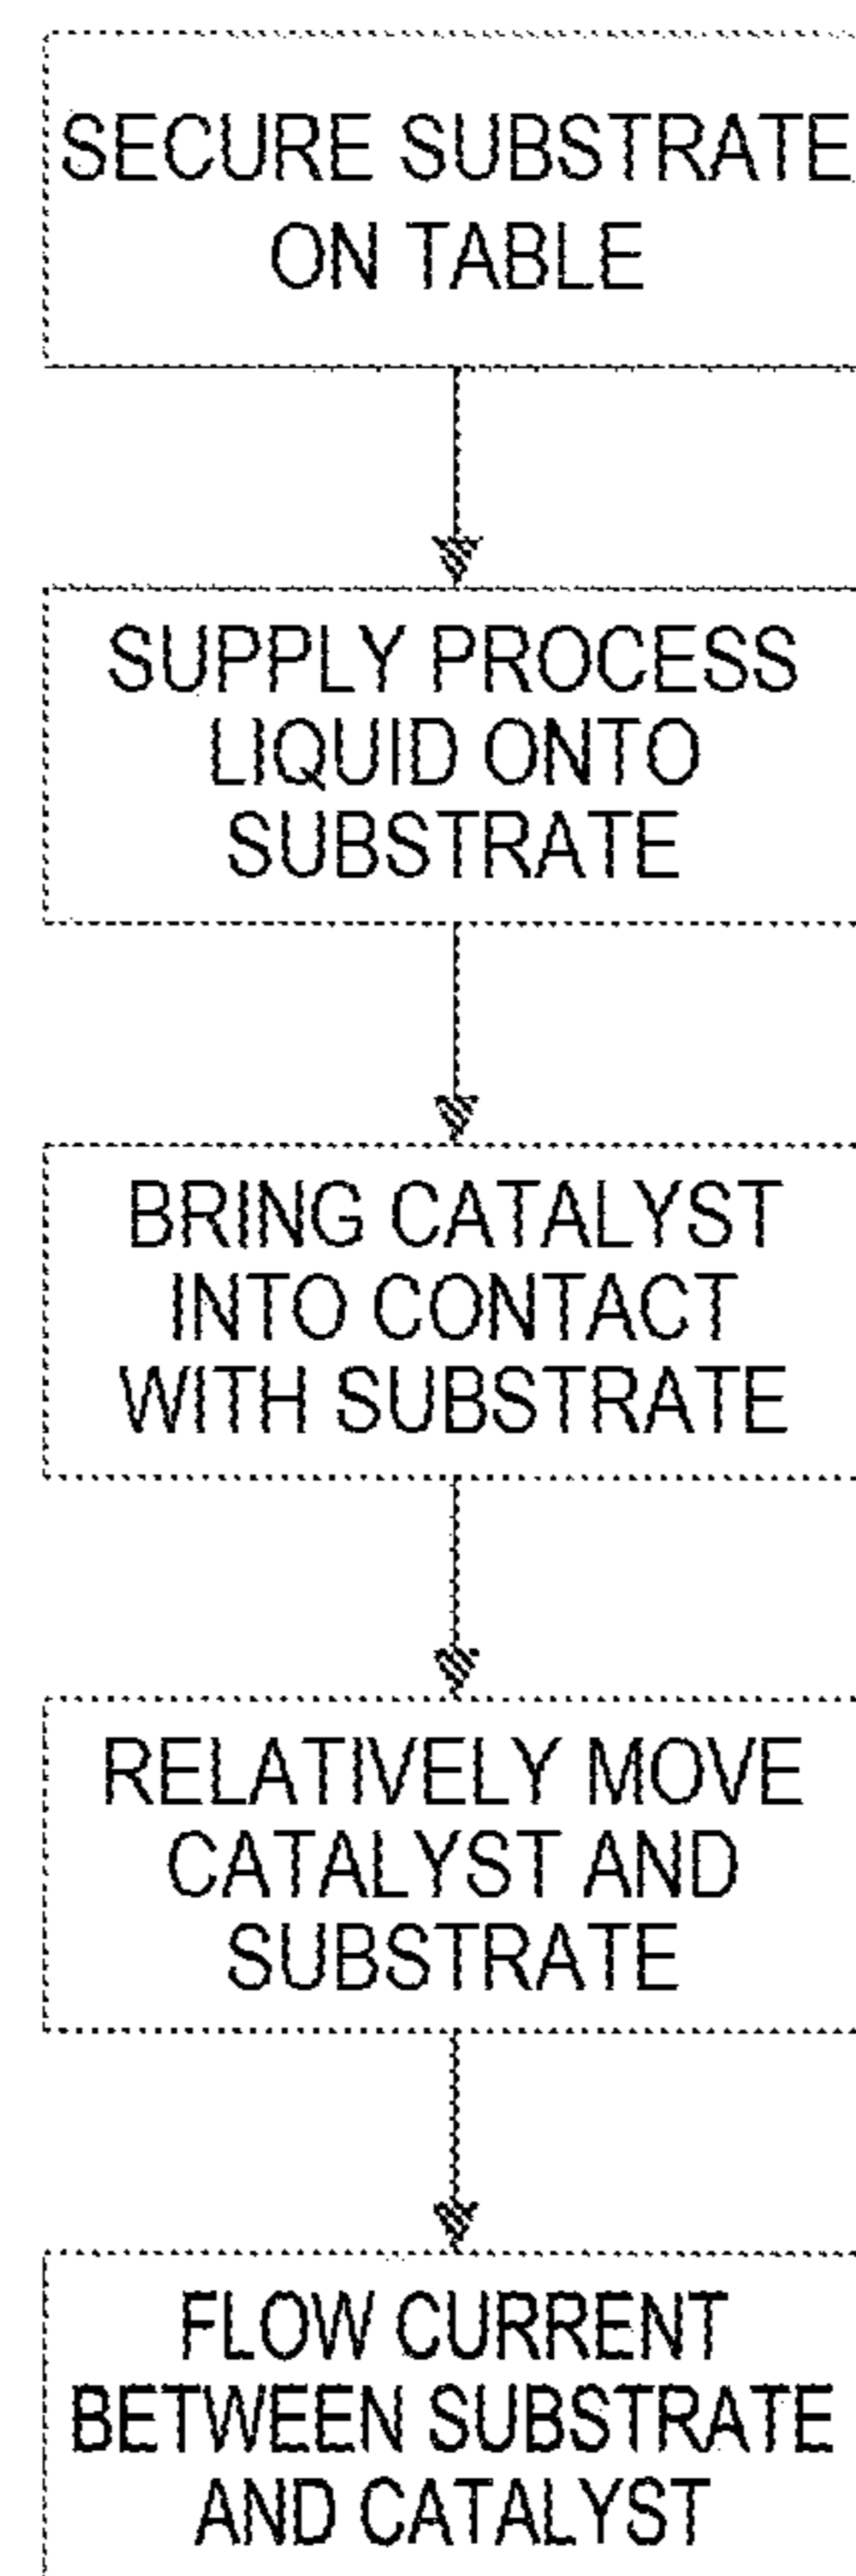 SECURE SUBSTRATE
ON TABLE
SUPPLY PROCESS
LIQUID ONTO
SUBSTRATE
BRING CATALYST
INTO CONTACT
WITH SUBSTRATE
RELATIVELY MOVE
CATALYST AND
SUBSTRATE
FLOW CURRENT
BETWEEN SUBSTRATE
AND CATALYST